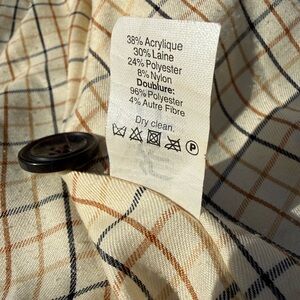 38% Acrylique
30% Laine
24% Polyester
8% Nylon
Doublure:
96% Polyester
4% Autre Fibre
Dry clean.
P